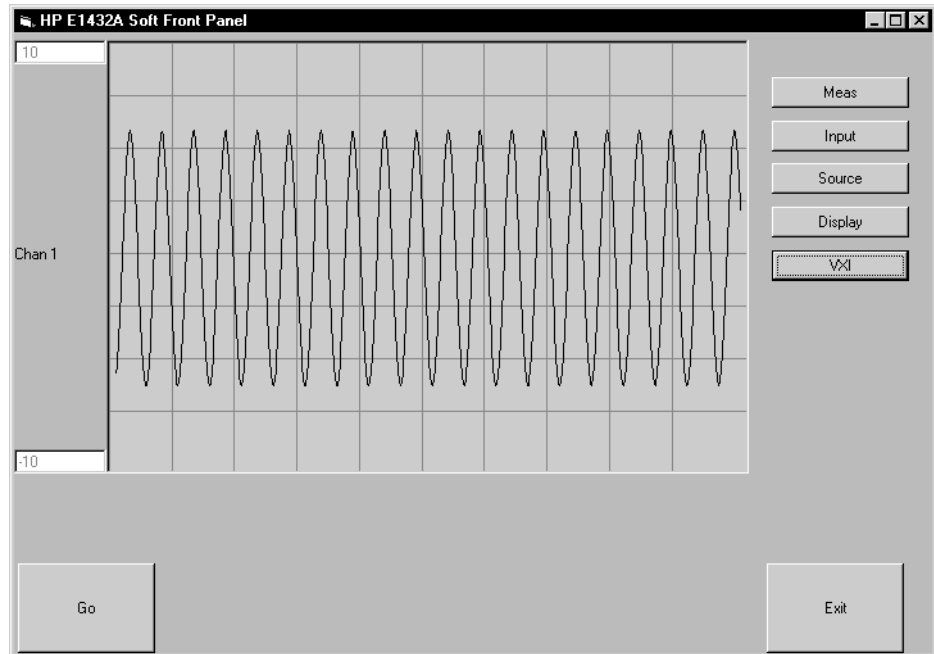 HP E1432A Soft Front Panel
10
Meas
Input
Source
Display
Chan 1
VXI
-10
Go
Exit